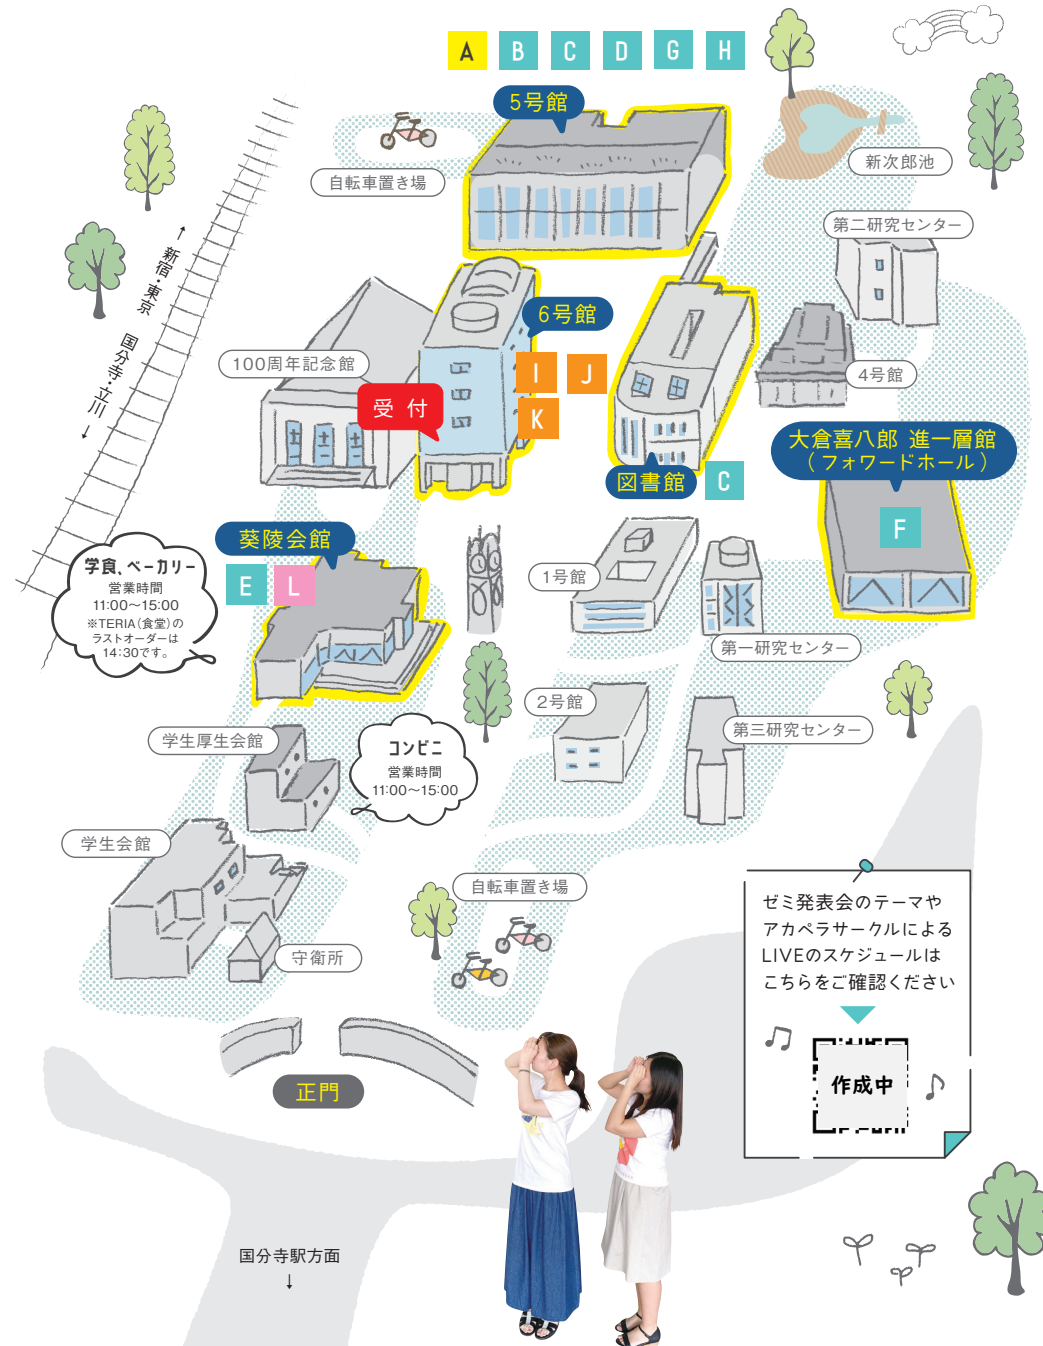 A B C D G H
5号館
自転車置き場
新次郎池
第二研究センター
← 新宿・東京 国分寺・立川 →
6号館
100周年記念館
I J
4号館
受付
K
大倉喜八郎 進一層館
(フォワードホール)
図書館
C
F
葵陵会館
E L
学食、ベーカリー
営業時間
11:00〜15:00
※TERIA(食堂)の
ラストオーダーは
14:30です。
1号館
第一研究センター
2号館
第三研究センター
学生厚生会館
コンビニ
営業時間
11:00〜15:00
学生会館
自転車置き場
守衛所
ゼミ発表会のテーマや
アカペラサークルによる
LIVEのスケジュールは
こちらをご確認ください
作成中
正門
国分寺駅方面
↓